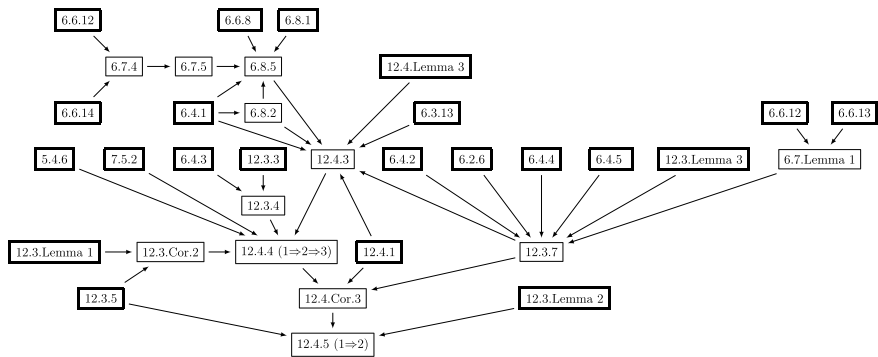 6.6.12 6.6.8 6.8.1
6.7.4 6.7.5 6.8.5 12.4.Lemma 3
6.6.14 6.4.1 6.8.2 6.3.13 6.6.12 6.6.13
5.4.6 7.5.2 6.4.3 12.3.3 12.4.3 6.4.2 6.2.6 6.4.4 6.4.5 12.3.Lemma 3 6.7.Lemma 1
12.3.4
12.3.Lemma 1 12.3.Cor.2 12.4.4 (1⇒2⇒3) 12.4.1 12.3.7
12.3.5 12.4.Cor.3 12.3.Lemma 2
12.4.5 (1⇒2)